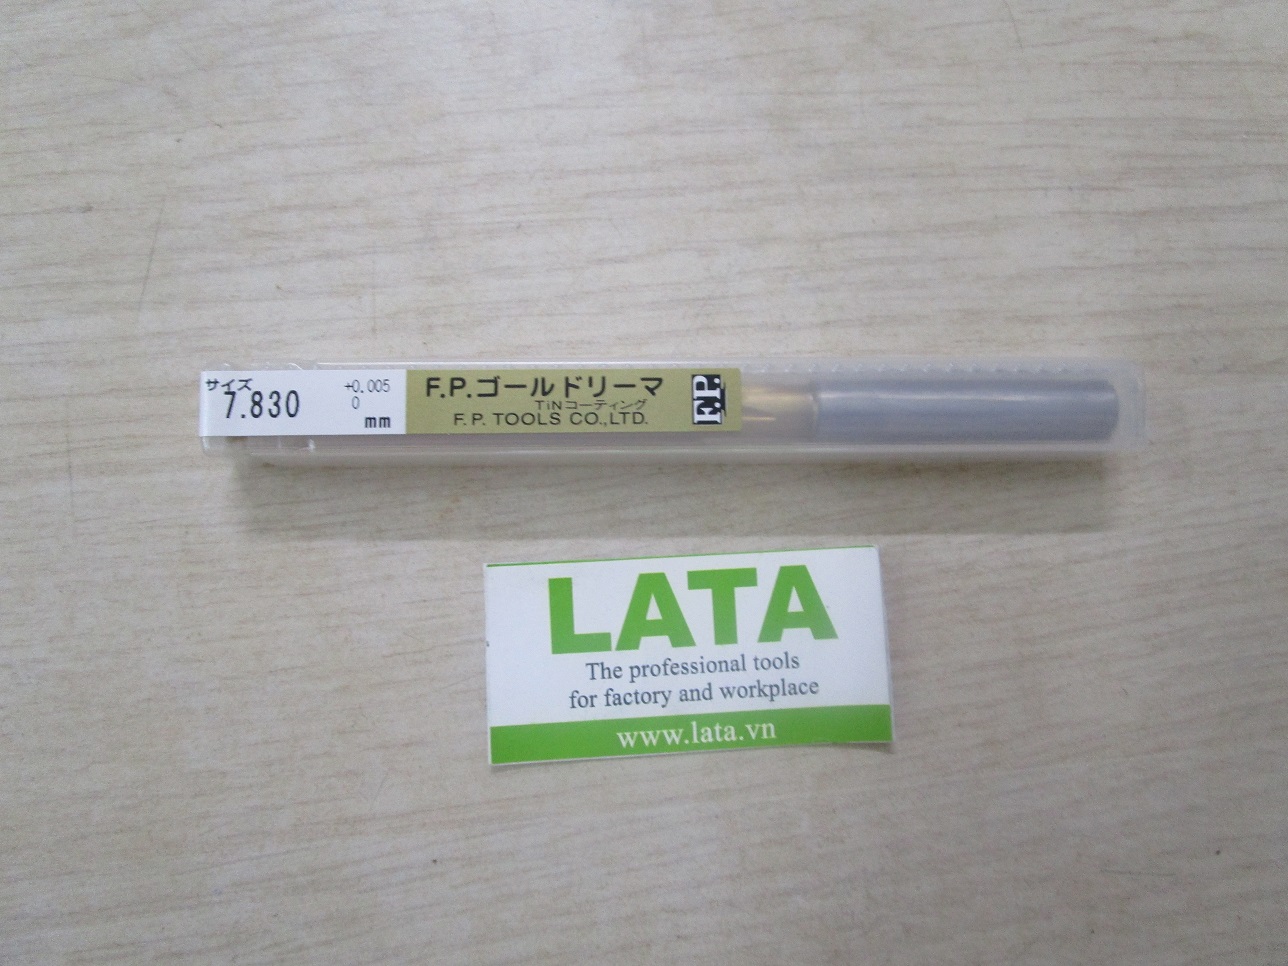 サイズ
7.830
+0.005
0
mm
F.P.ゴールドリーマ
TiNコーティング
F.P. TOOLS CO.,LTD.
F.P.
LATA
The professional tools
for factory and workplace
www.lata.vn